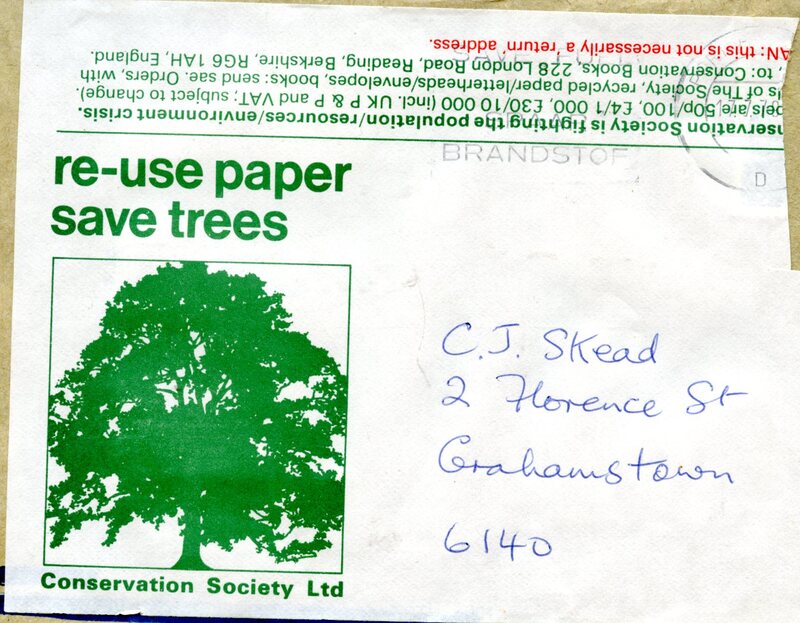 AN: this is not necessarily a 'return' address.
, to: Conservation Books, 228 London Road, Reading, Berkshire, RG6 1AH, England.
ls of The Society, recycled paper/letterheads/envelopes, books: send sae. Orders, with
pels are 50p/100, £4/1 000, £30/10 000 (incl. UK P & P and VAT; subject to change).
nservation Society is fighting the population/resources/environment crisis.
BRANDSTOF
D
re-use paper
save trees
Conservation Society Ltd
C.J. Skead
2 Florence St
Grahamstown
6140